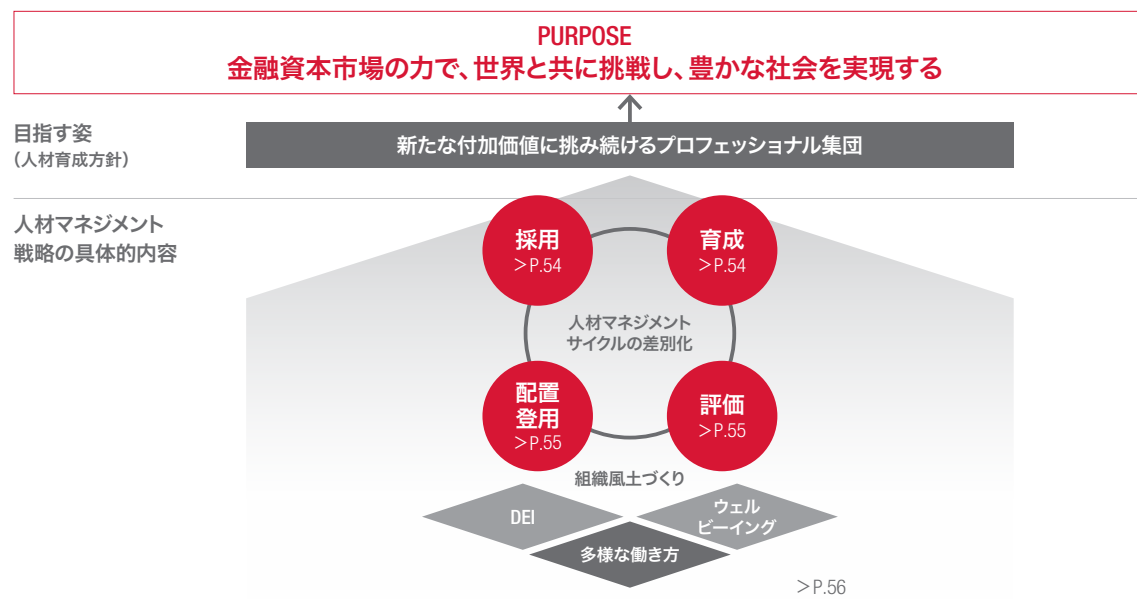 PURPOSE
金融資本市場の力で、世界と共に挑戦し、豊かな社会を実現する
目指す姿
（人材育成方針）
新たな付加価値に挑み続けるプロフェッショナル集団
人材マネジメント
戦略の具体的内容
採用
＞P.54
育成
＞P.54
人材マネジメント
サイクルの差別化
配置
登用
＞P.55
評価
＞P.55
組織風土づくり
DEI
ウェル
ビーイング
多様な働き方
＞P.56